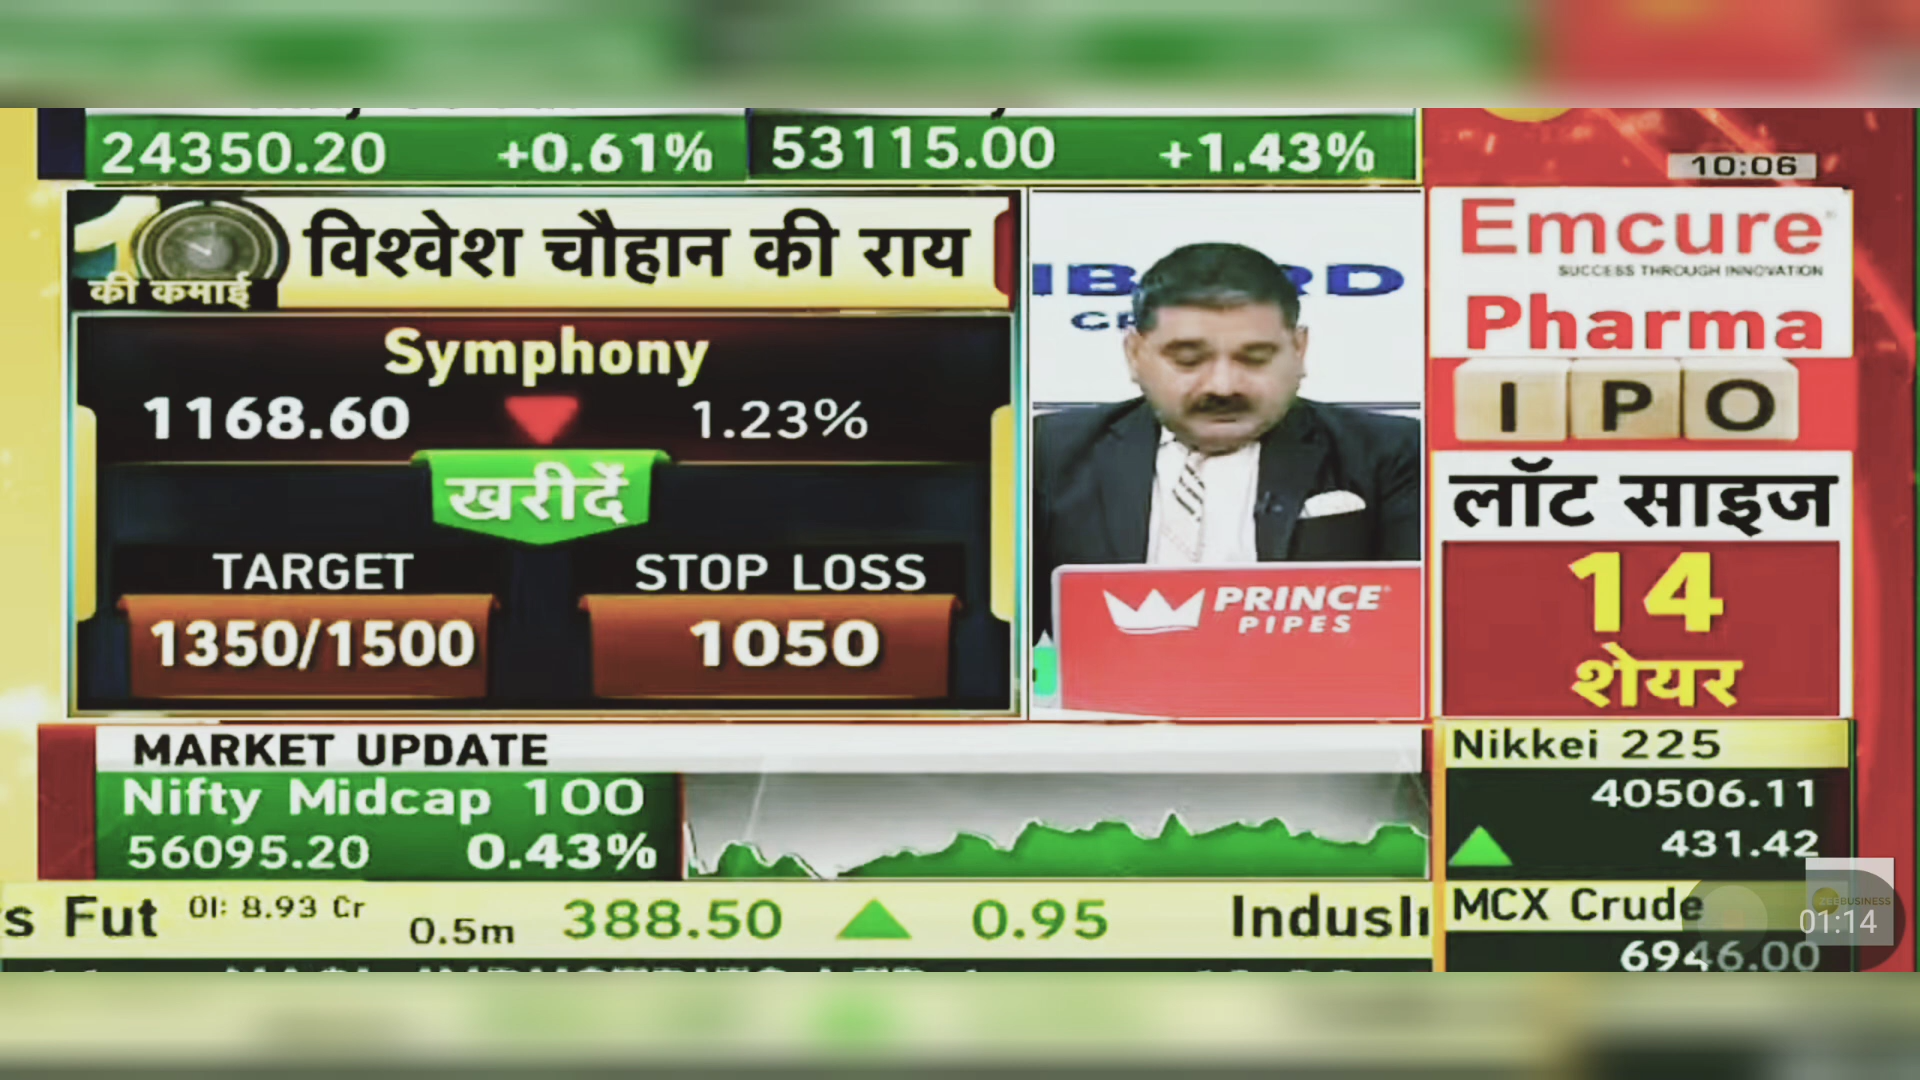 24350.20 +0.61% 53115.00 +1.43%
10:06
की कमाई
विश्वेश चौहान की राय
Symphony
1168.60 1.23%
खरीदें
TARGET STOP LOSS
1350/1500 1050
PRINCE
PIPES
Emcure
SUCCESS THROUGH INNOVATION
Pharma
IPO
लॉट साइज
14
शेयर
MARKET UPDATE
Nifty Midcap 100
56095.20 0.43%
Nikkei 225
40506.11
431.42
MCX Crude
6946.00
ZEEBUSINESS
01:14
Fut OI: 8.93 Cr 0.5m 388.50 0.95